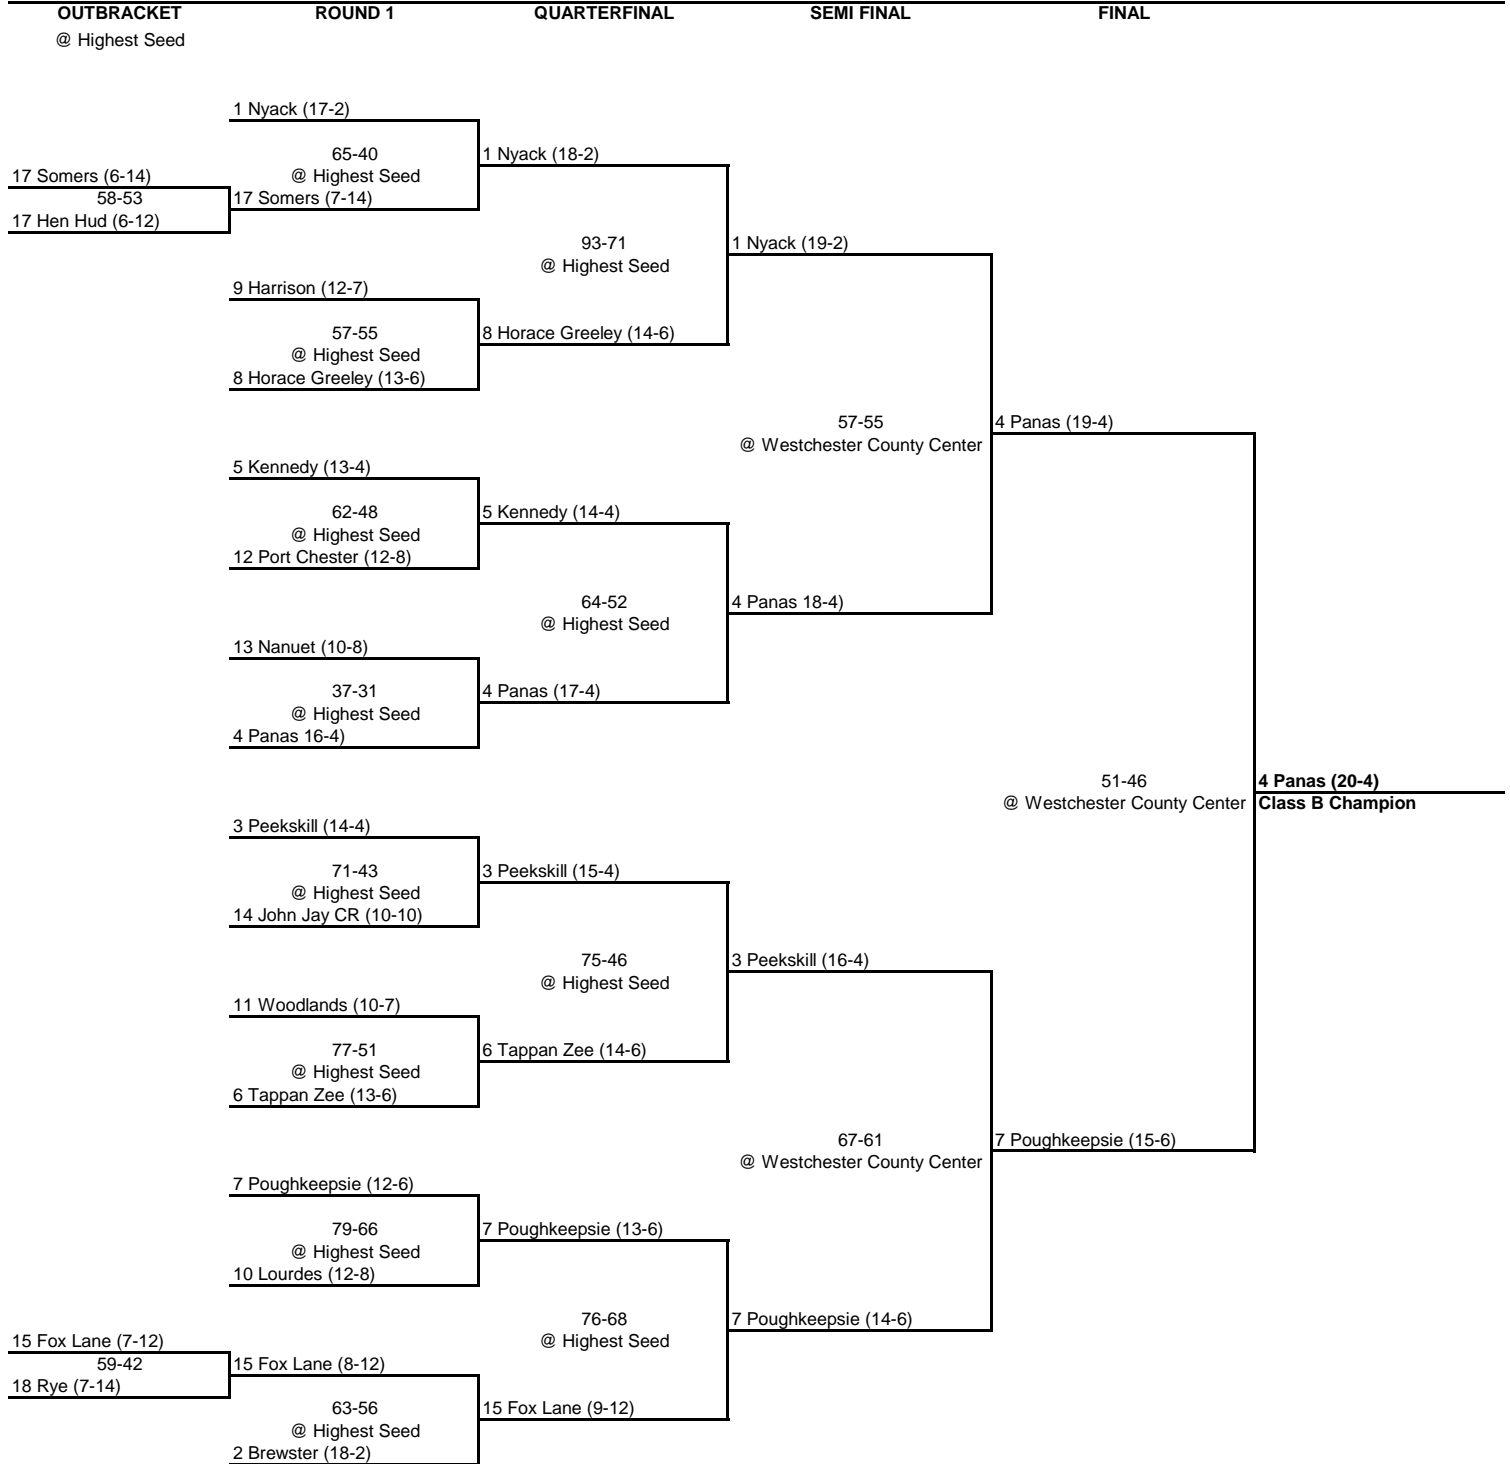 OUTBRACKET ROUND 1 QUARTERFINAL SEMI FINAL FINAL
@ Highest Seed
1 Nyack (17-2)
65-40
1 Nyack (18-2)
17 Somers (6-14)
@ Highest Seed
58-53
17 Somers (7-14)
17 Hen Hud (6-12)
93-71
1 Nyack (19-2)
@ Highest Seed
9 Harrison (12-7)
57-55
8 Horace Greeley (14-6)
@ Highest Seed
8 Horace Greeley (13-6)
57-55
4 Panas (19-4)
@ Westchester County Center
5 Kennedy (13-4)
62-48
5 Kennedy (14-4)
@ Highest Seed
12 Port Chester (12-8)
64-52
4 Panas 18-4)
@ Highest Seed
13 Nanuet (10-8)
37-31
4 Panas (17-4)
@ Highest Seed
4 Panas 16-4)
51-46
4 Panas (20-4)
@ Westchester County Center
Class B Champion
3 Peekskill (14-4)
71-43
3 Peekskill (15-4)
@ Highest Seed
14 John Jay CR (10-10)
75-46
3 Peekskill (16-4)
@ Highest Seed
11 Woodlands (10-7)
77-51
6 Tappan Zee (14-6)
@ Highest Seed
6 Tappan Zee (13-6)
67-61
7 Poughkeepsie (15-6)
@ Westchester County Center
7 Poughkeepsie (12-6)
79-66
7 Poughkeepsie (13-6)
@ Highest Seed
10 Lourdes (12-8)
76-68
7 Poughkeepsie (14-6)
@ Highest Seed
15 Fox Lane (7-12)
59-42
15 Fox Lane (8-12)
18 Rye (7-14)
63-56
15 Fox Lane (9-12)
@ Highest Seed
2 Brewster (18-2)